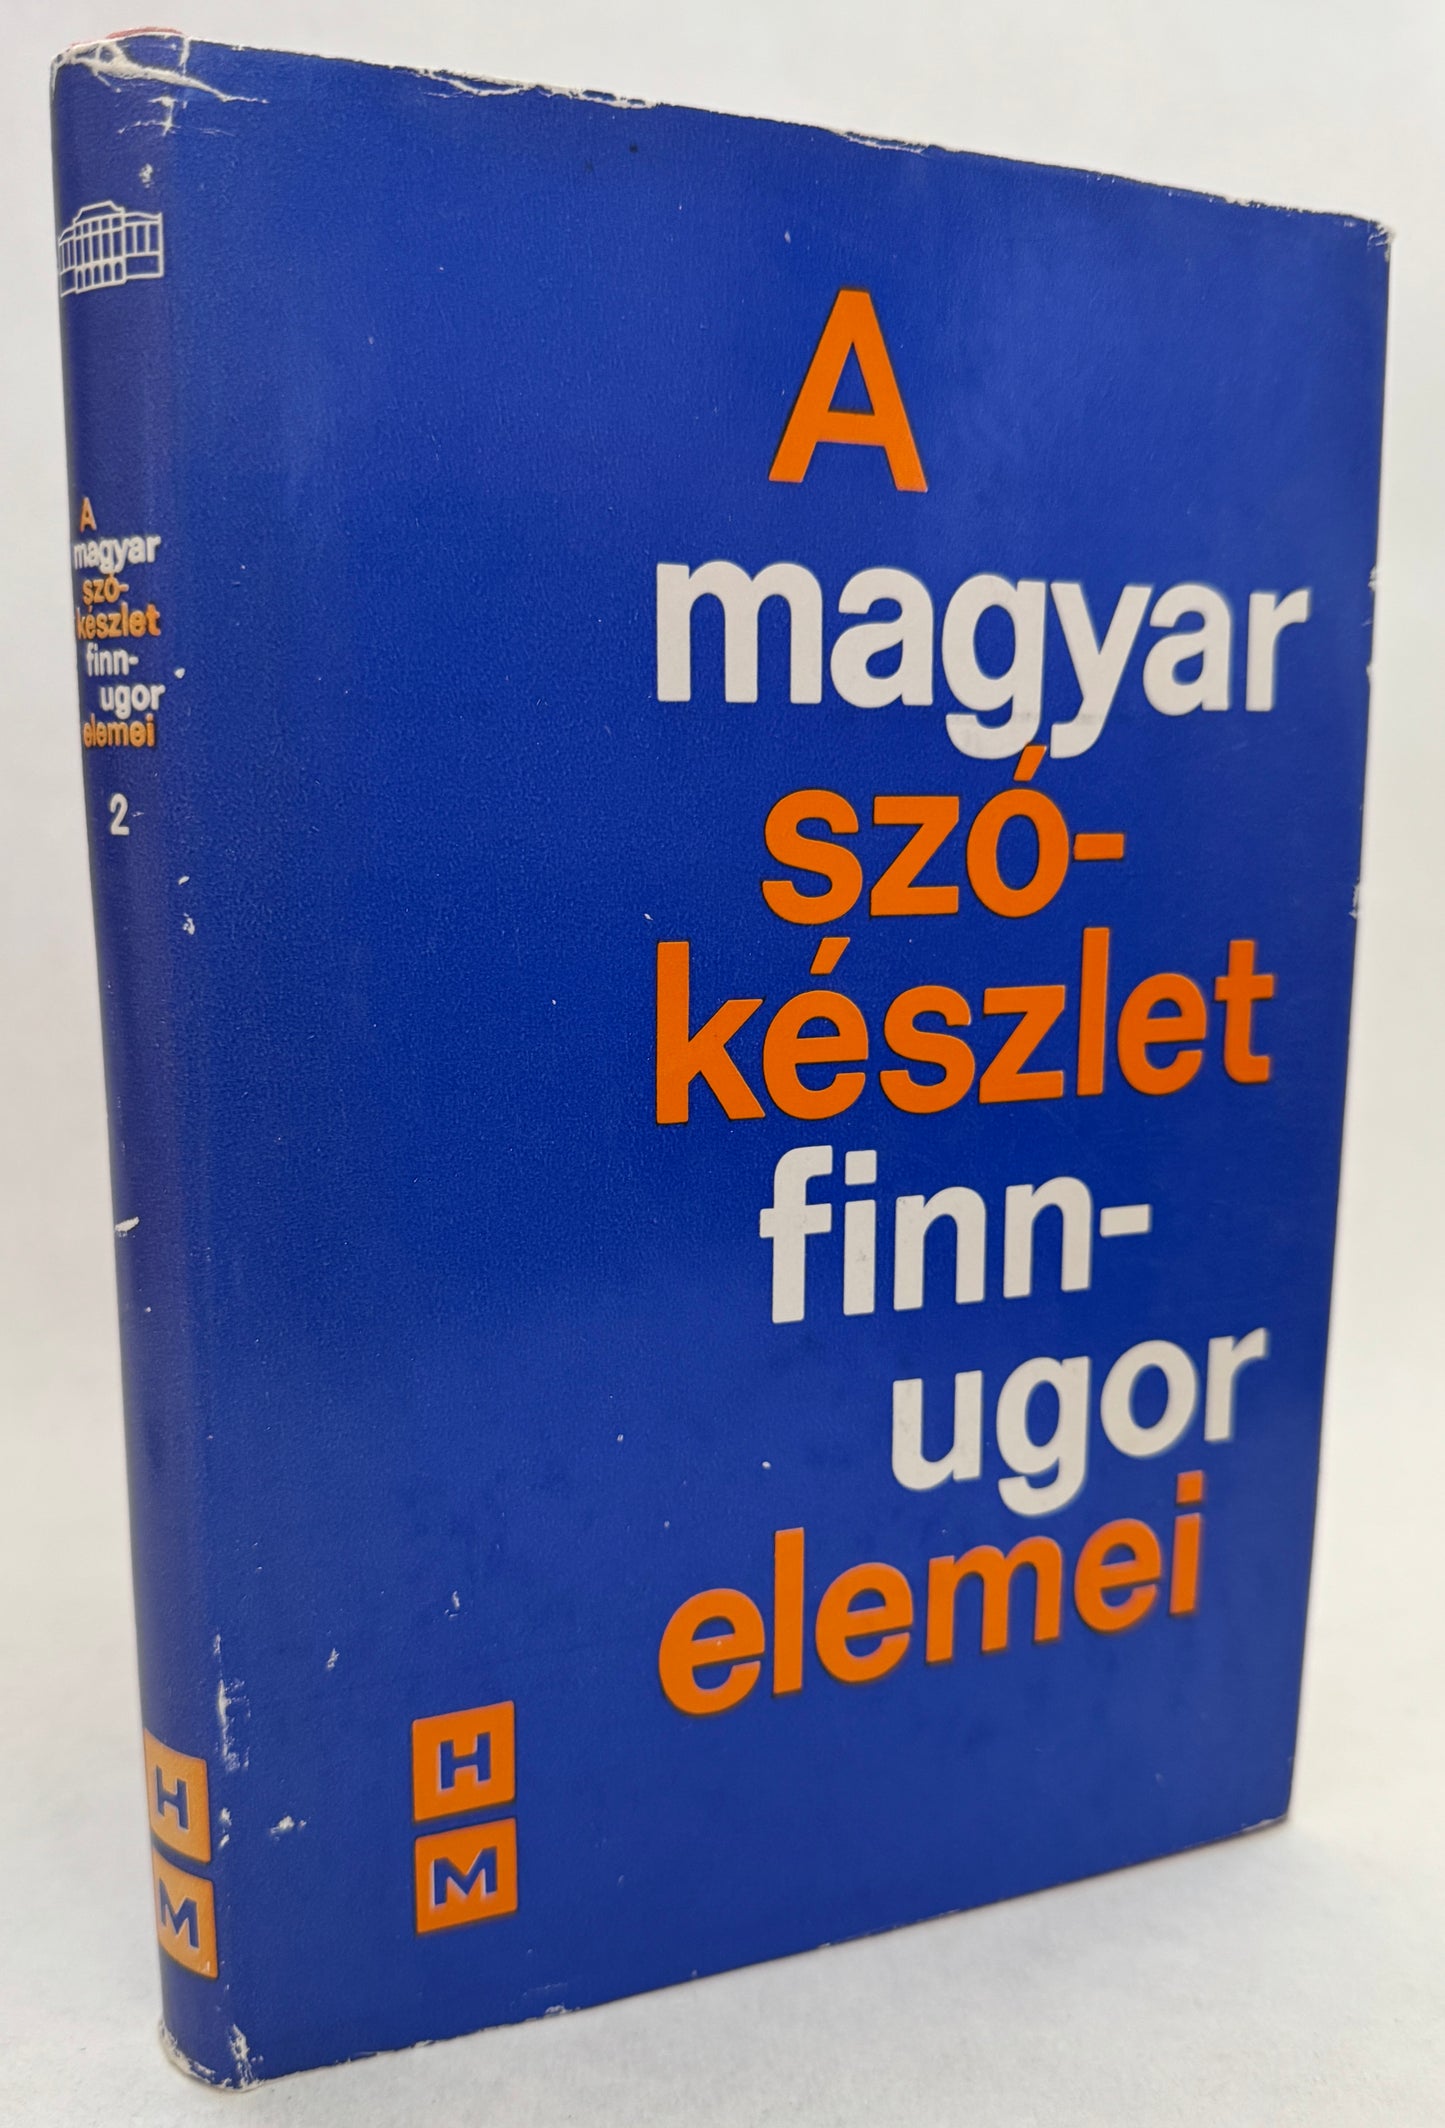 A
magyar
szó-
készlet
finn-
ugor
elemei
2
H
M
A
magyar
szó-
készlet
finn-
ugor
elemei
H
M